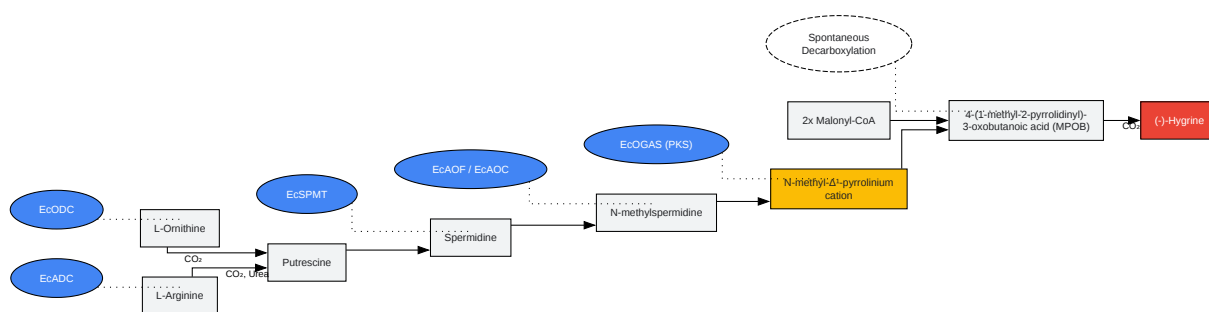 Spontaneous
Decarboxylation
2x Malonyl-CoA
4-(1-methyl-2-pyrrolidinyl)-
3-oxobutanoic acid (MPOB)
CO₂
(-)-Hygrine
EcOGAS (PKS)
EcAOF / EcAOC
N-methyl-Δ¹-pyrrolinium
cation
EcSPMT
N-methylspermidine
EcODC
L-Ornithine
Spermidine
CO₂
Putrescine
EcADC
CO₂, Urea
L-Arginine